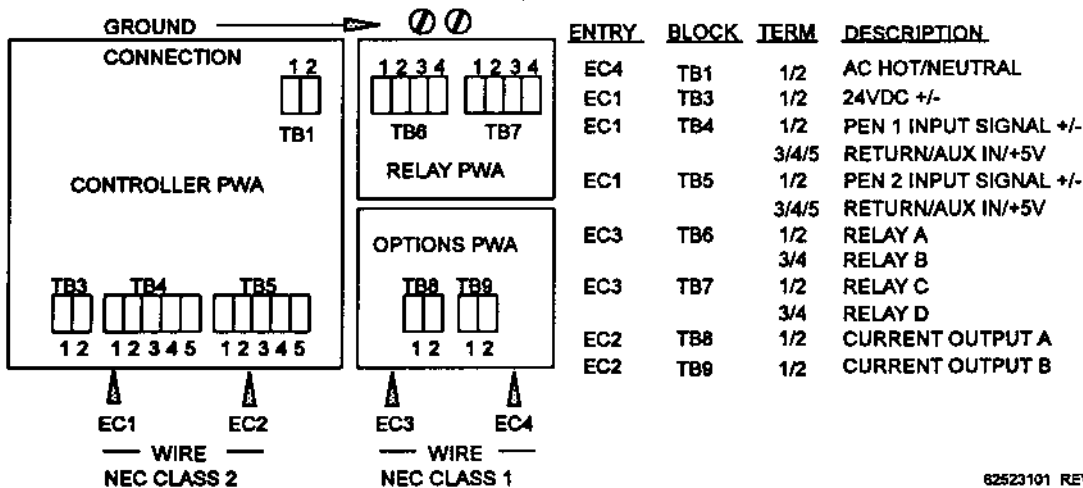 GROUND
CONNECTION
1 2
TB1
CONTROLLER PWA
TB3 TB4 TB5
1 2 1 2 3 4 5 1 2 3 4 5
1 2 3 4 1 2 3 4
TB6 TB7
RELAY PWA
OPTIONS PWA
TB8 TB9
1 2 1 2
EC1 EC2 EC3 EC4
WIRE WIRE
NEC CLASS 2 NEC CLASS 1
ENTRY BLOCK TERM DESCRIPTION
EC4 TB1 1/2 AC HOT/NEUTRAL
EC1 TB3 1/2 24VDC +/-
EC1 TB4 1/2 PEN 1 INPUT SIGNAL +/-
3/4/5 RETURN/AUX IN/+5V
EC1 TB5 1/2 PEN 2 INPUT SIGNAL +/-
3/4/5 RETURN/AUX IN/+5V
EC3 TB6 1/2 RELAY A
3/4 RELAY B
EC3 TB7 1/2 RELAY C
3/4 RELAY D
EC2 TB8 1/2 CURRENT OUTPUT A
EC2 TB9 1/2 CURRENT OUTPUT B
62523101 RE